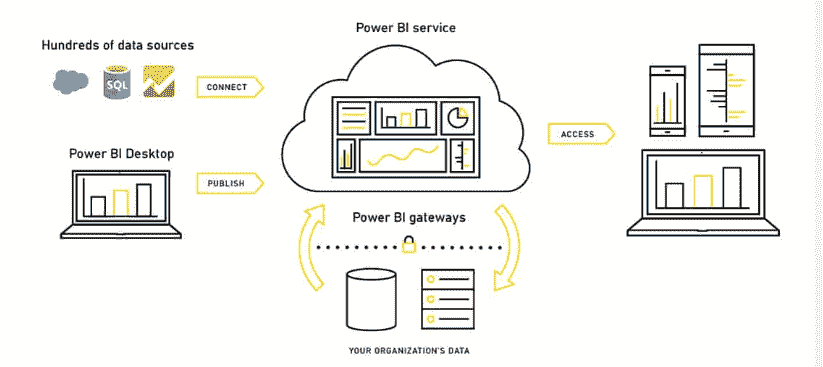 Power BI service
Hundreds of data sources
SQL
CONNECT
ACCESS
Power BI Desktop
PUBLISH
Power BI gateways
YOUR ORGANIZATION'S DATA